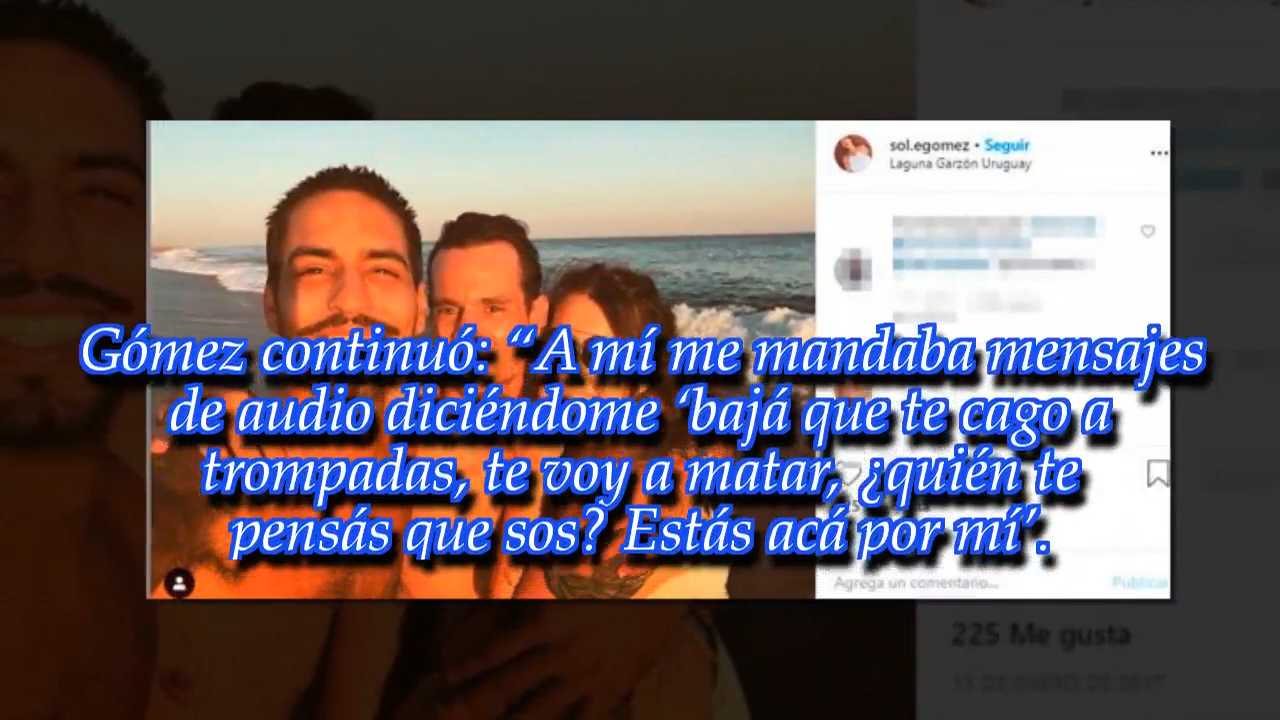 sol.egomez • Seguir
Laguna Garzón Uruguay
Gómez continuó: “A mí me mandaba mensajes
de audio diciéndome ‘bajá que te cago a
trompadas, te voy a matar, ¿quién te
pensás que sos? Estás acá por mí’.
Agrega un comentario...
Publicar
225 Me gusta